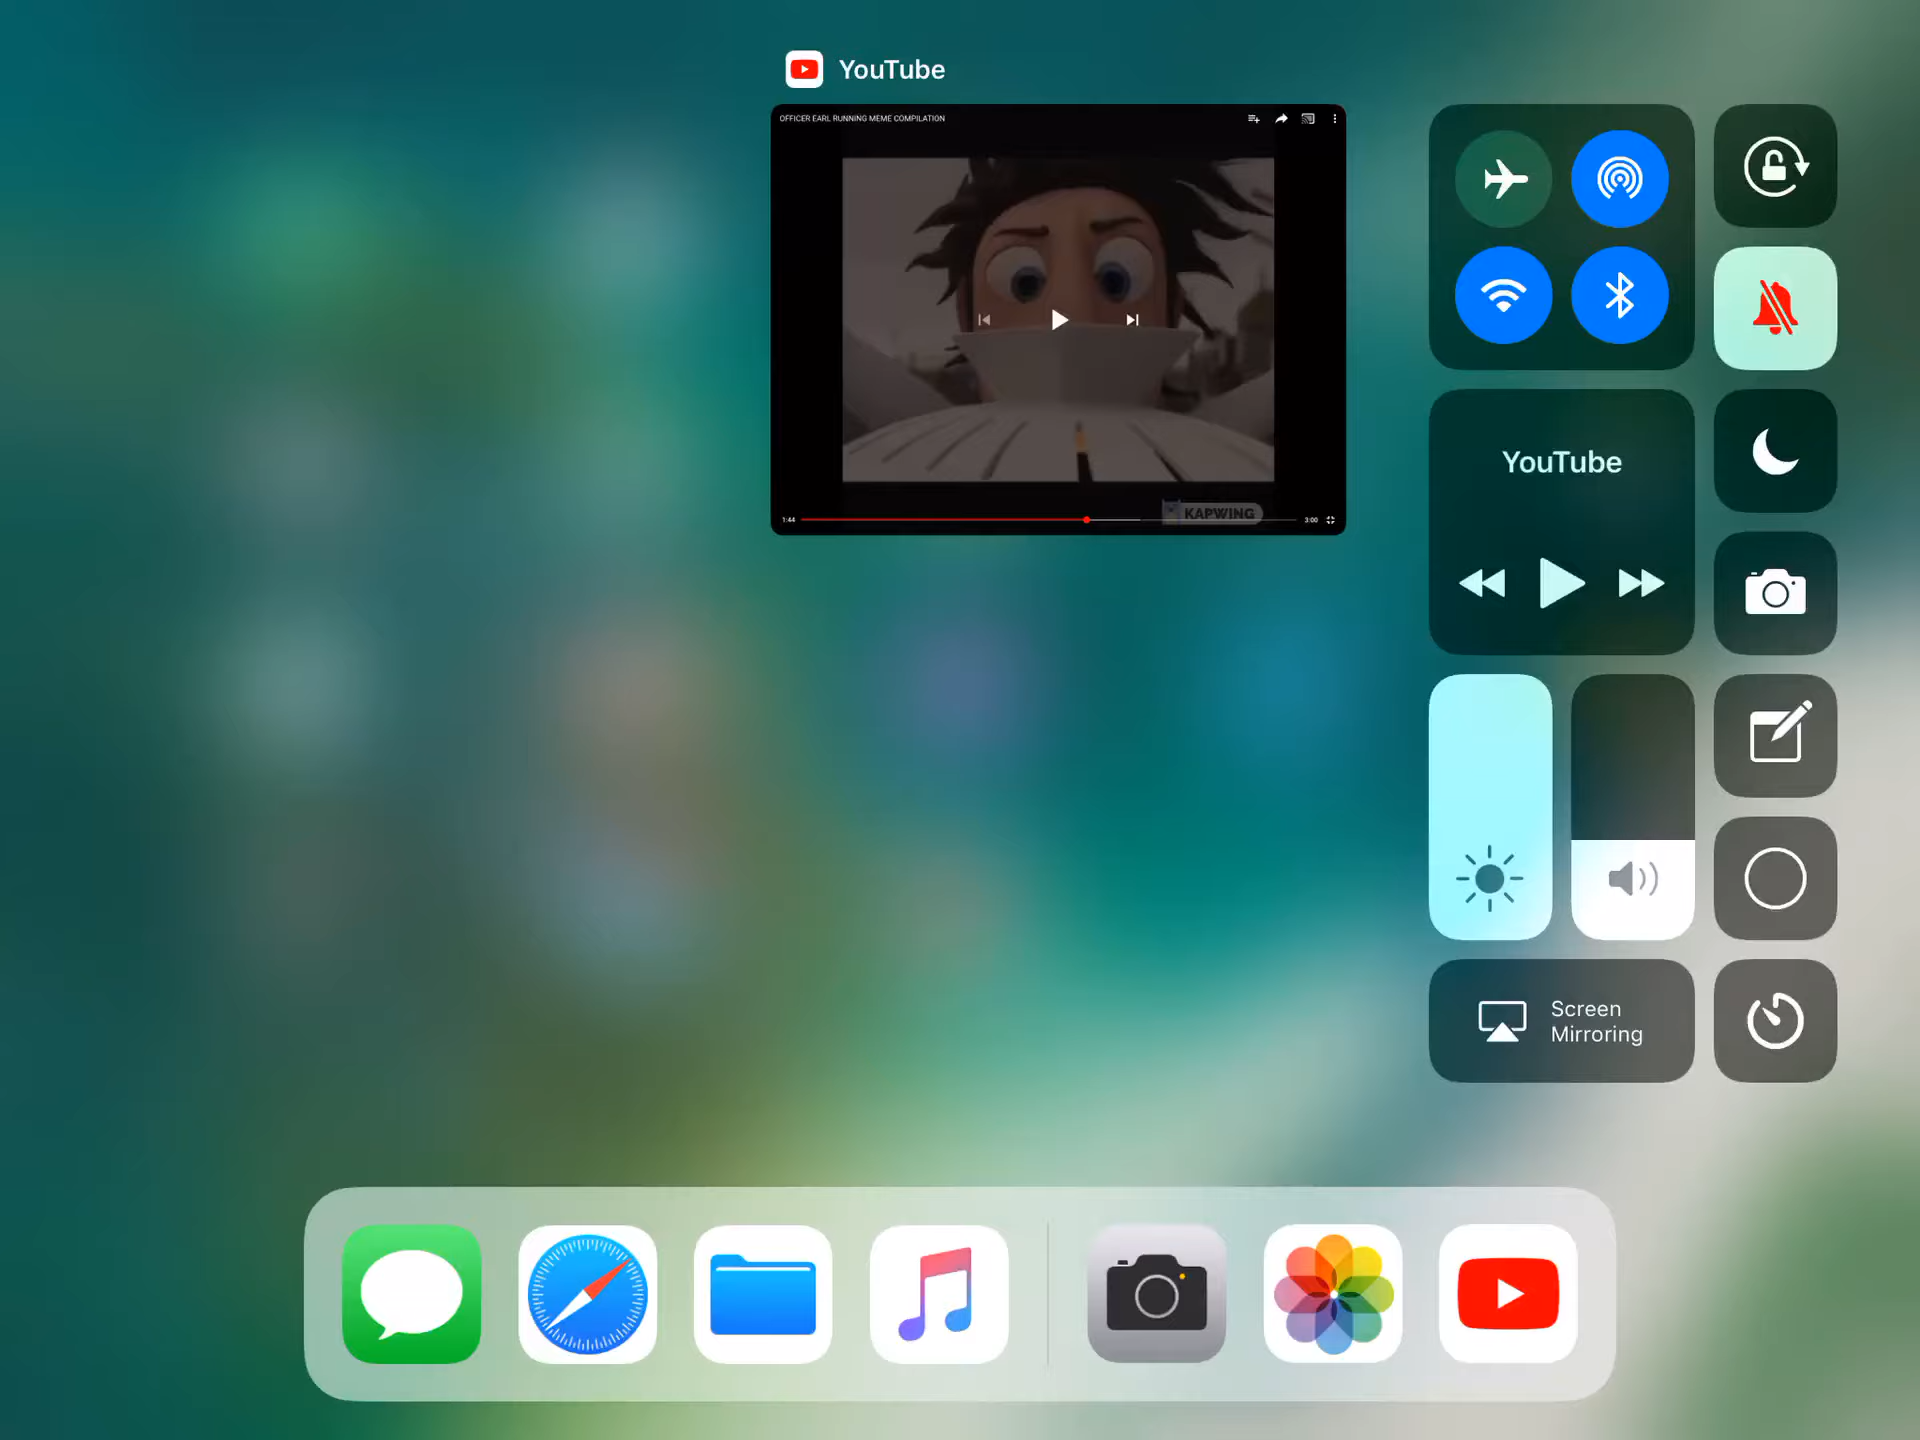 YouTube
OFFICER EARL RUNNING MEME COMPILATION
KAPWING
1:44
3:00
YouTube
Screen
Mirroring